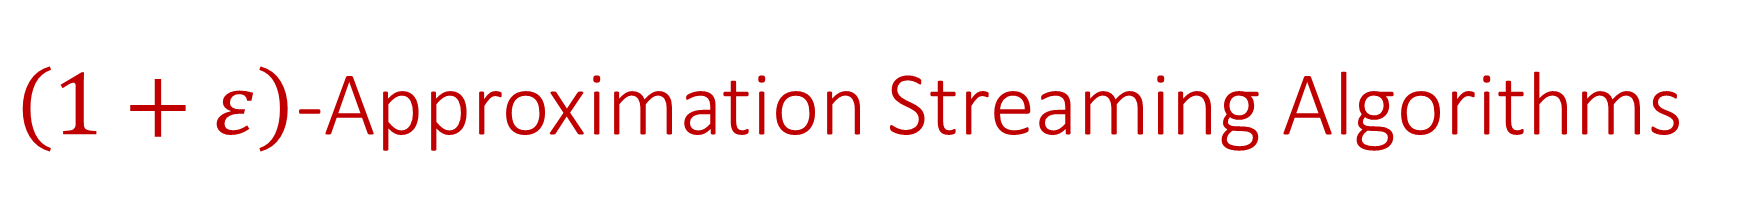 (1 + ε)-Approximation Streaming Algorithms